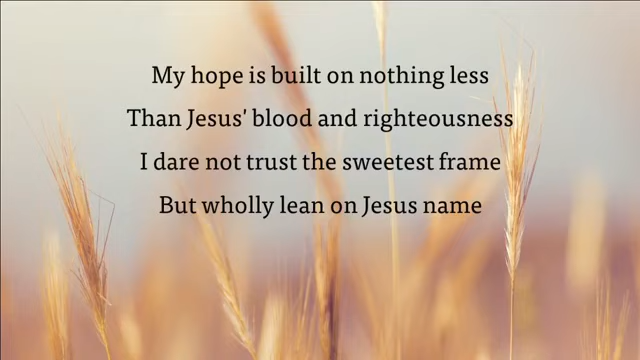 My hope is built on nothing less
Than Jesus' blood and righteousness
I dare not trust the sweetest frame
But wholly lean on Jesus name